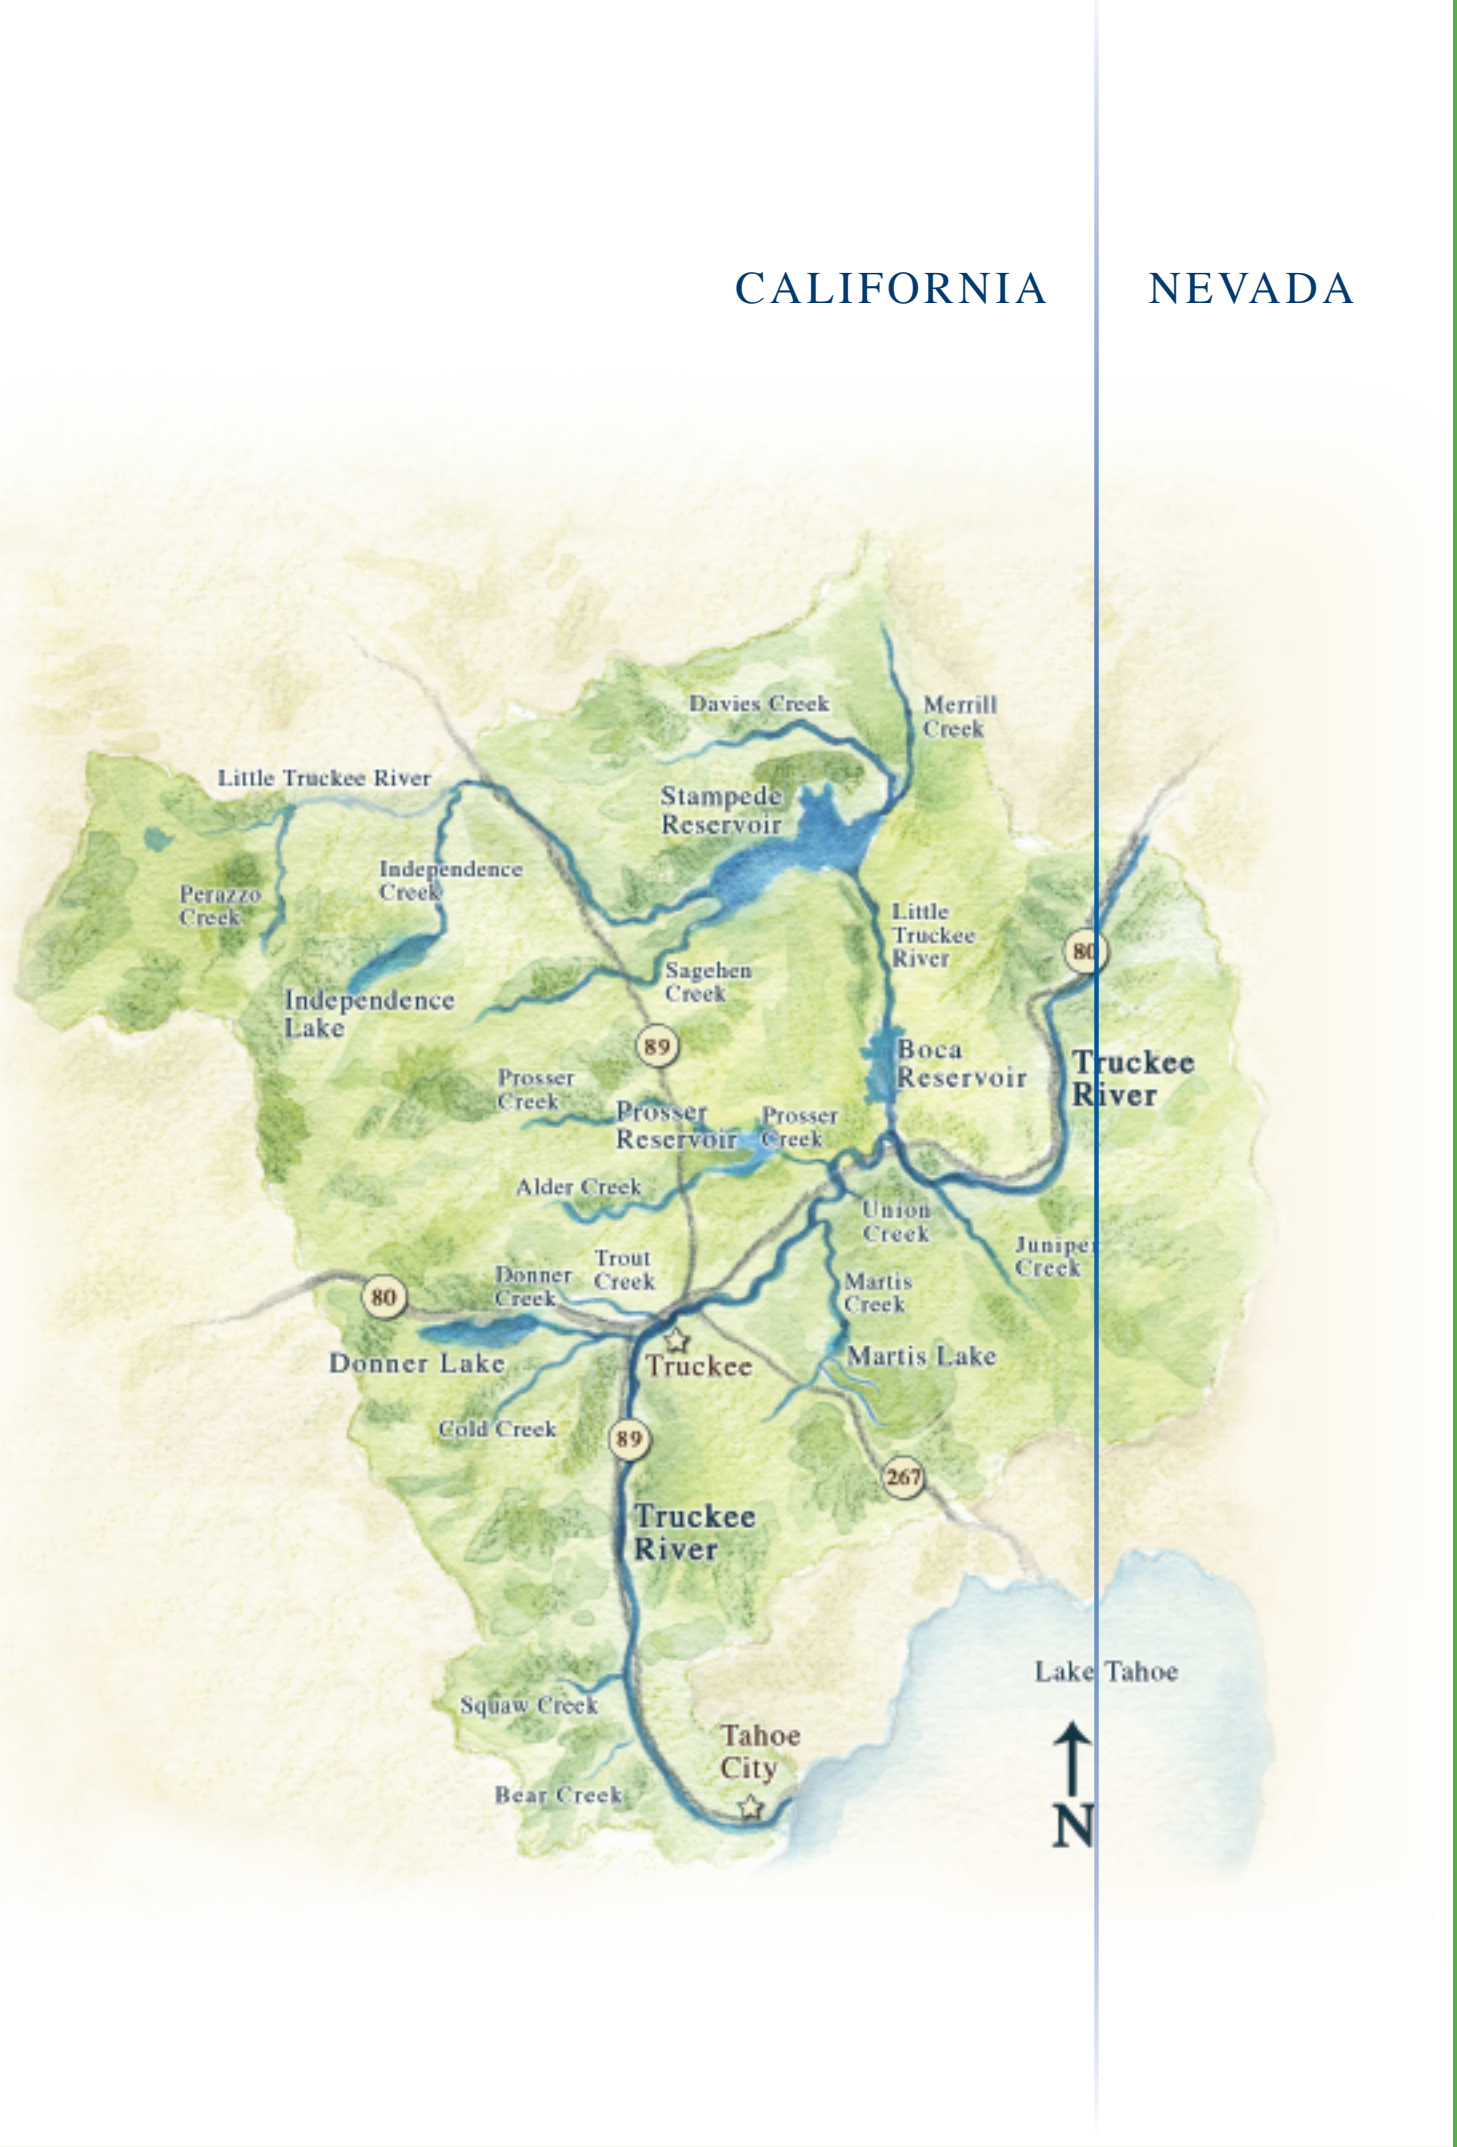 CALIFORNIA
NEVADA
Davies Creek
Merrill
Creek
Little Truckee River
Stampede
Reservoir
Independence
Creek
Perazzo
Creek
Little
Truckee
River
80
Sagehen
Creek
Independence
Lake
89
Boca
Reservoir
Truckee
River
Prosser
Creek
Prosser
Reservoir
Prosser
Creek
Alder Creek
Union
Creek
Juniper
Creek
Trout
Creek
Donner
Creek
80
Martis
Creek
Donner Lake
Truckee
Martis Lake
Cold Creek
89
267
Truckee
River
Lake Tahoe
Squaw Creek
Tahoe
City
Bear Creek
N